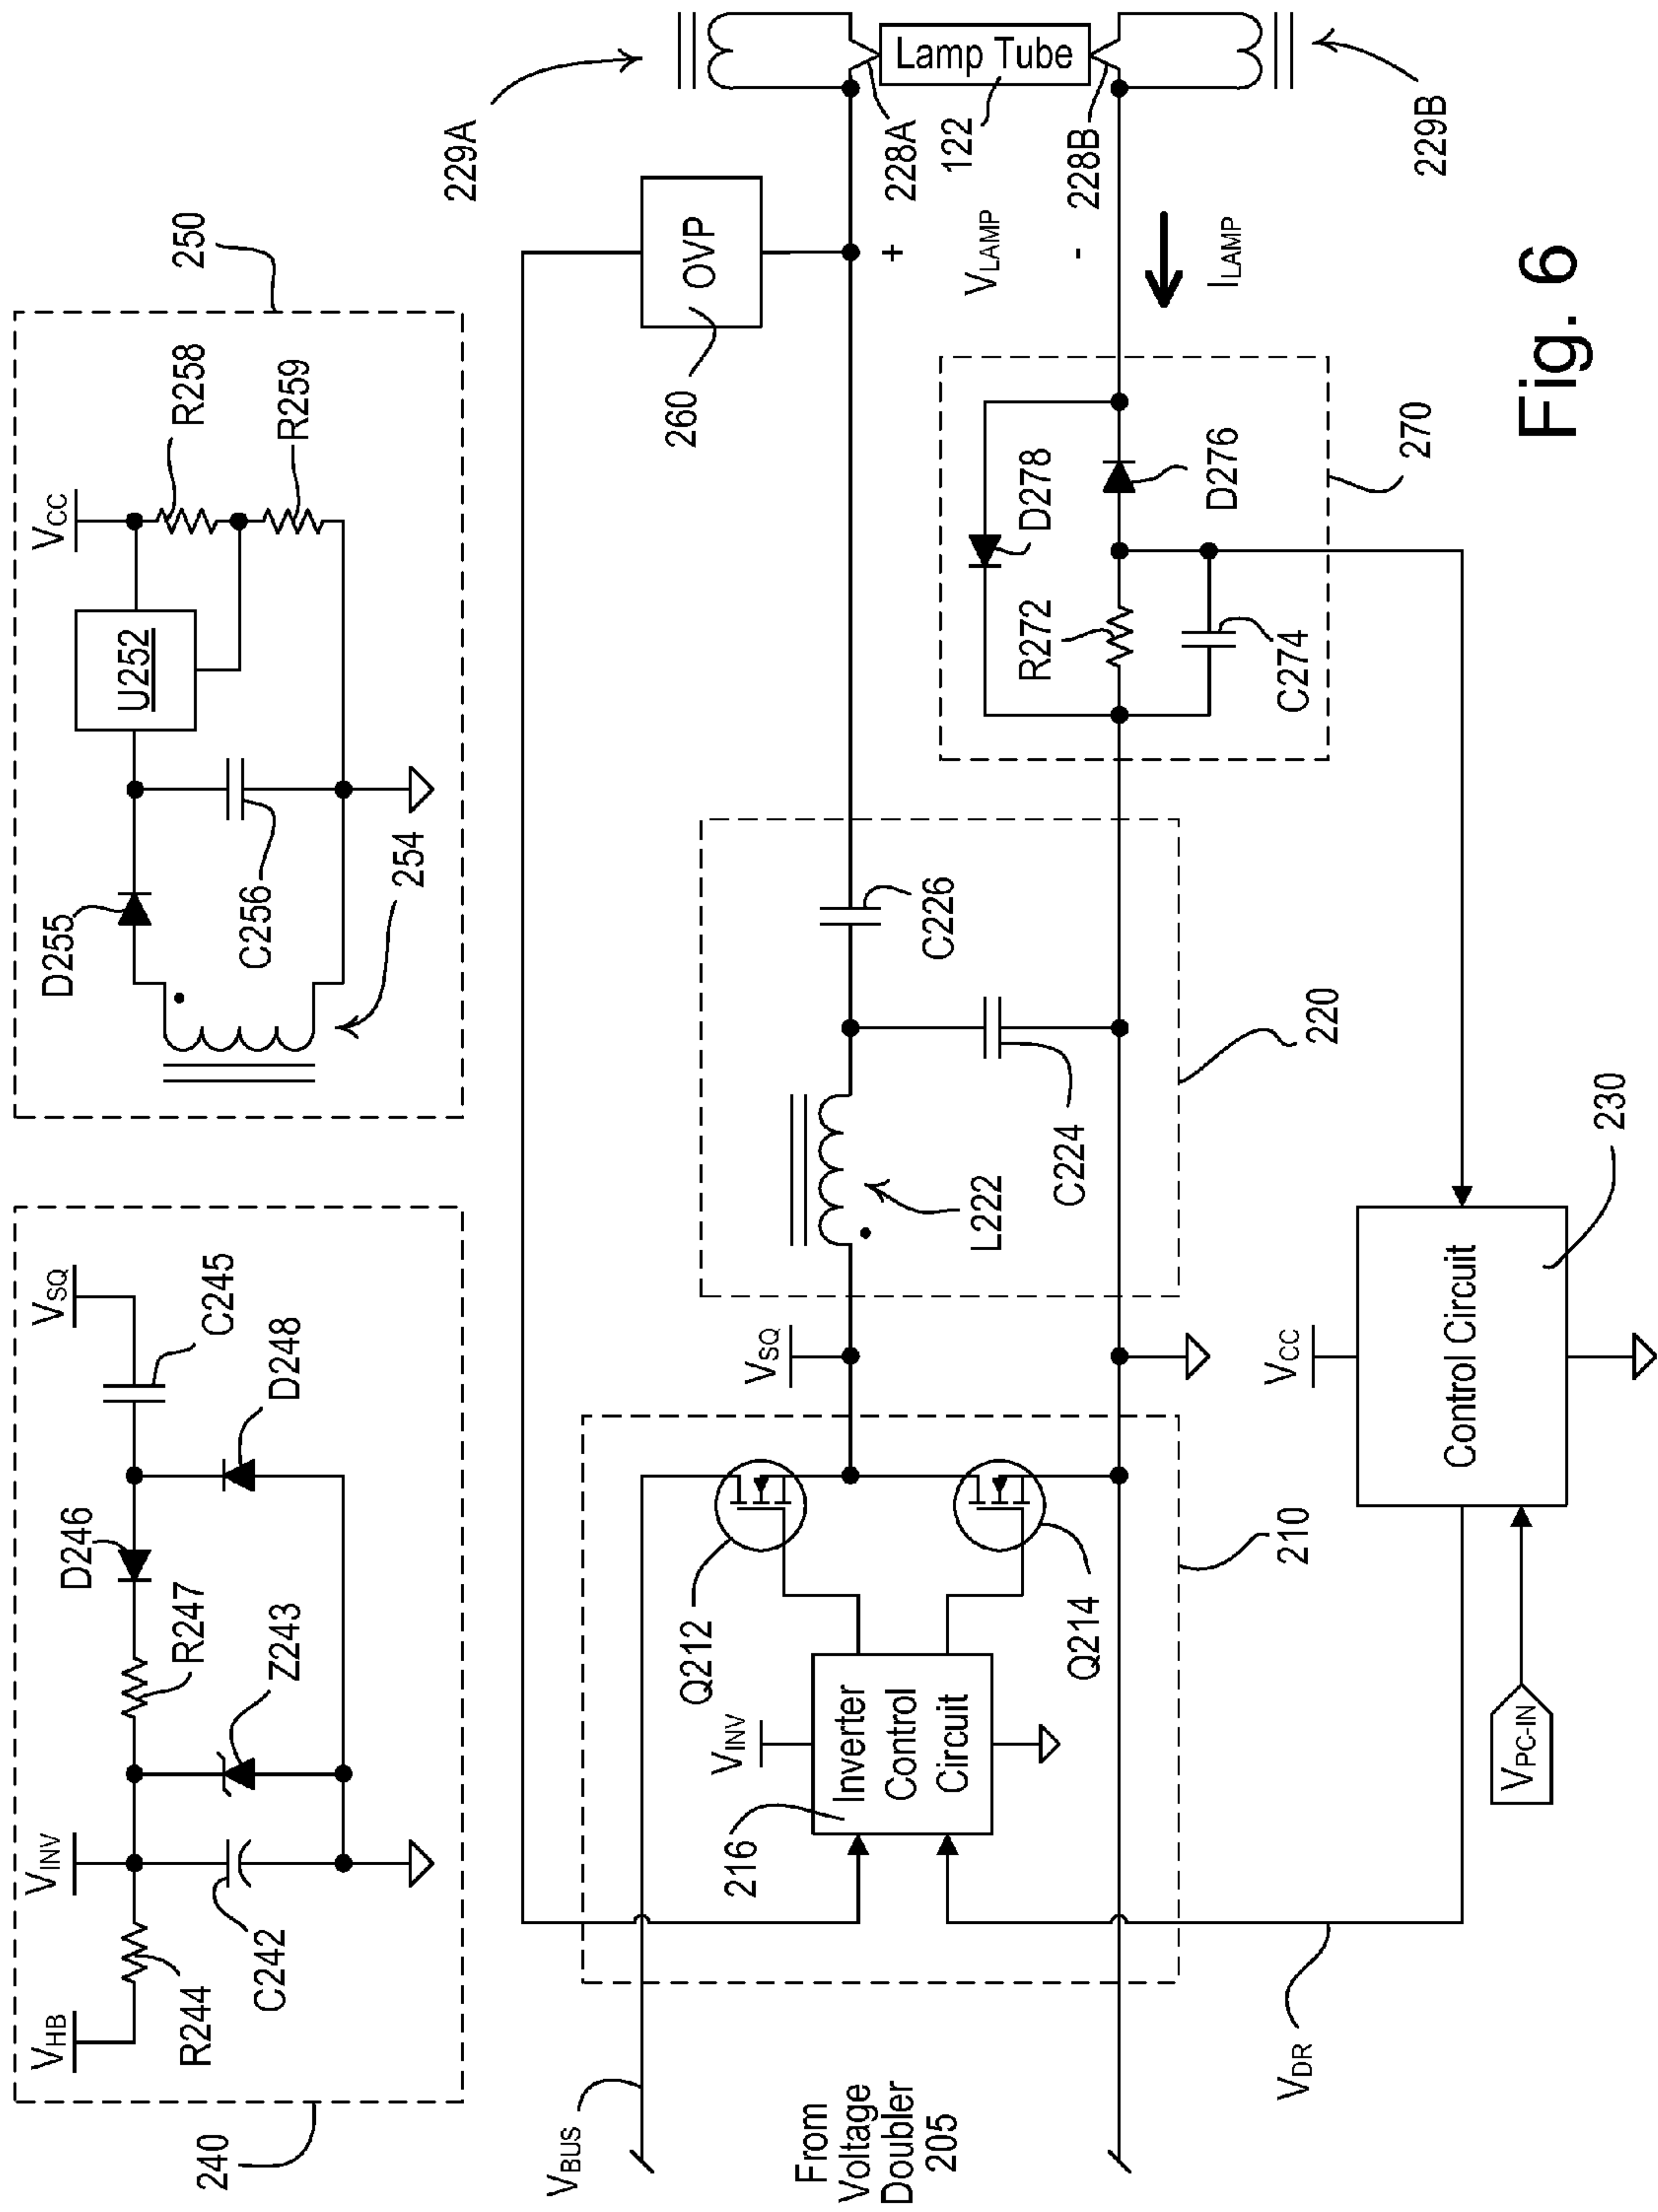 240
V_HB
R244
V_INV
C242
Z243
R247
D246
D248
V_SQ
C245
250
D255
C256
254
U252
V_CC
R258
R259
V_BUS
From
Voltage
Doubler
205
V_DR
216
V_INV
Inverter
Control
Circuit
Q212
Q214
210
V_SQ
L222
C224
C226
220
R272
C274
D278
D276
270
260
OVP
+
V_LAMP
-
I_LAMP
229A
228A
122
228B
229B
Lamp Tube
V_PC-IN
V_CC
Control Circuit
230
Fig. 6